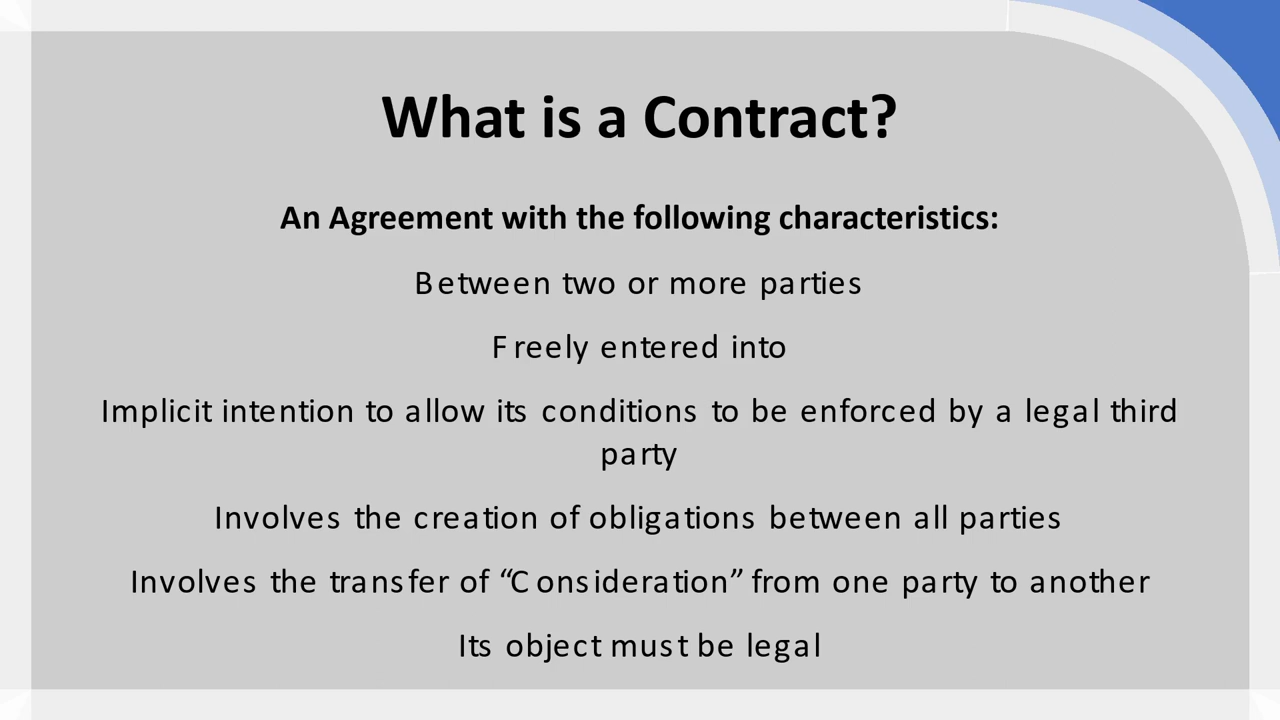 What is a Contract?
An Agreement with the following characteristics:
Between two or more parties
Freely entered into
Implicit intention to allow its conditions to be enforced by a legal third
party
Involves the creation of obligations between all parties
Involves the transfer of “Consideration” from one party to another
Its object must be legal